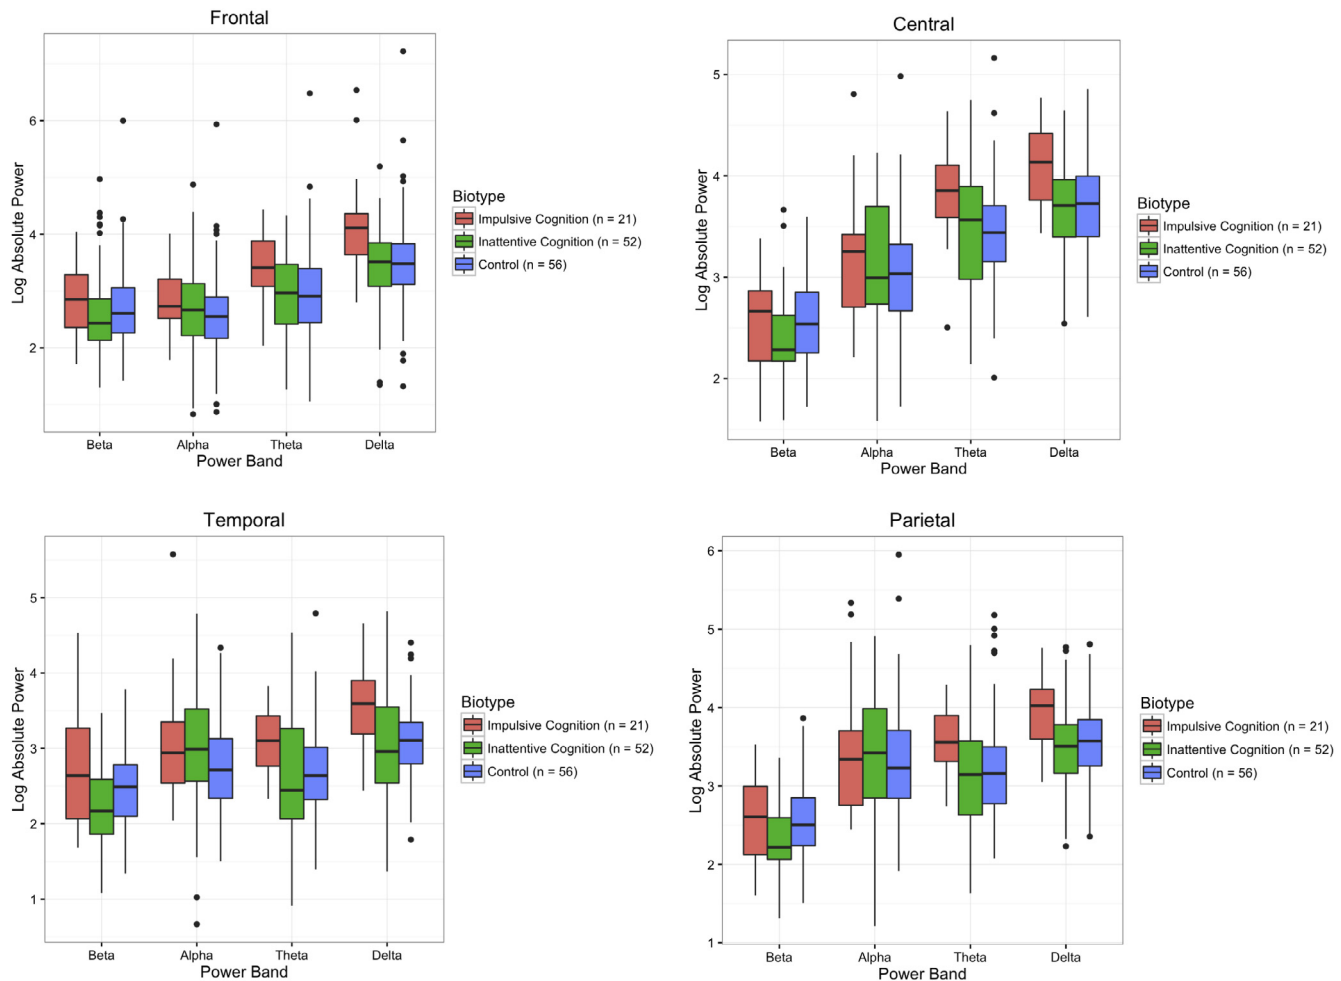 Frontal
Log Absolute Power
6
4
2
Beta Alpha Theta Delta
Power Band
Biotype
Impulsive Cognition (n = 21)
Inattentive Cognition (n = 52)
Control (n = 56)
Central
Log Absolute Power
5
4
3
2
Beta Alpha Theta Delta
Power Band
Biotype
Impulsive Cognition (n = 21)
Inattentive Cognition (n = 52)
Control (n = 56)
Temporal
Log Absolute Power
5
4
3
2
1
Beta Alpha Theta Delta
Power Band
Biotype
Impulsive Cognition (n = 21)
Inattentive Cognition (n = 52)
Control (n = 56)
Parietal
Log Absolute Power
6
5
4
3
2
1
Beta Alpha Theta Delta
Power Band
Biotype
Impulsive Cognition (n = 21)
Inattentive Cognition (n = 52)
Control (n = 56)